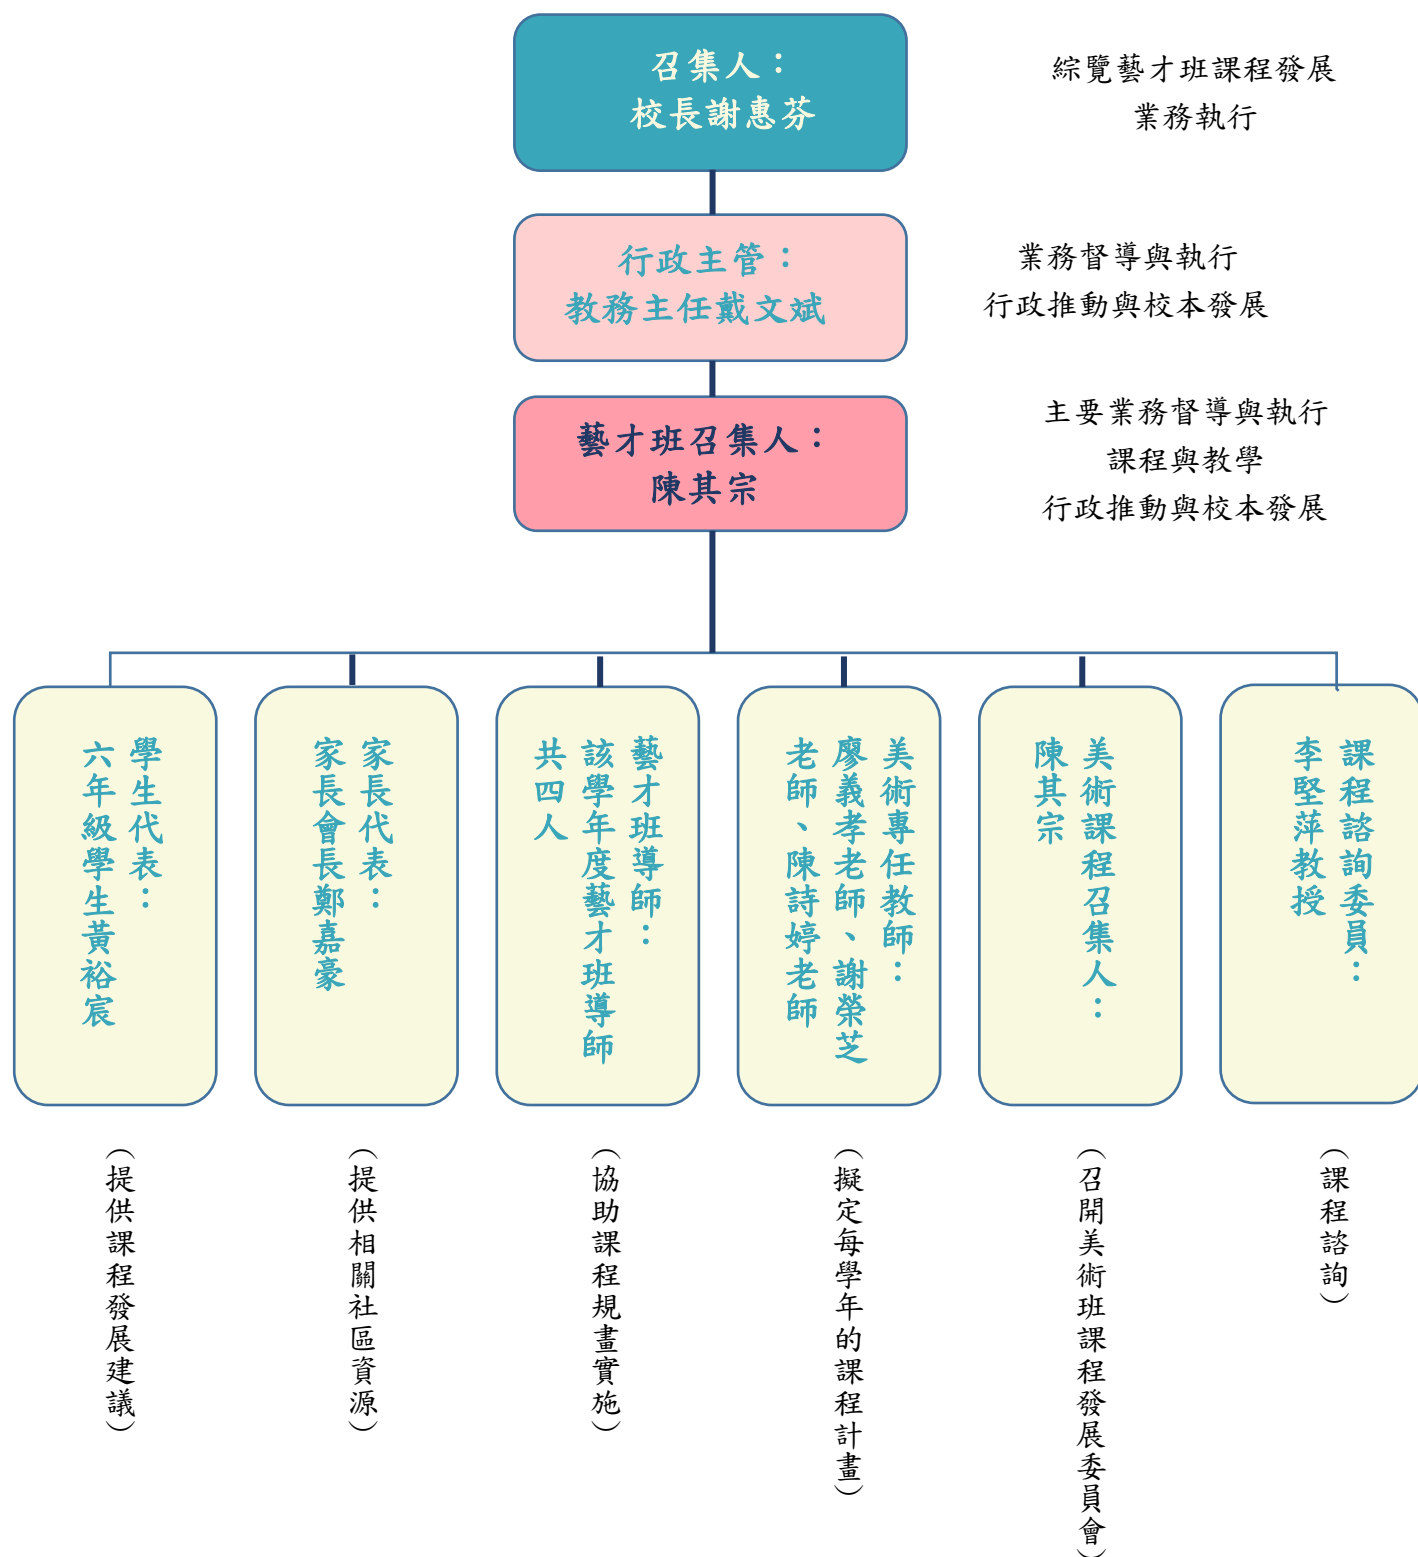 召集人：
校長謝惠芬
綜覽藝才班課程發展
業務執行
行政主管：
教務主任戴文斌
業務督導與執行
行政推動與校本發展
藝才班召集人：
陳其宗
主要業務督導與執行
課程與教學
行政推動與校本發展
課程諮詢委員：
李堅萍教授
美術課程召集人：
陳其宗
美術專任教師：
廖義孝老師、謝榮芝
老師、陳詩婷老師
藝才班導師：
該學年度藝才班導師
共四人
家長代表：
家長會長鄭嘉豪
學生代表：
六年級學生黃裕宸
（課程諮詢）
（召開美術班課程發展委員會）
（擬定每學年的課程計畫）
（協助課程規畫實施）
（提供相關社區資源）
（提供課程發展建議）